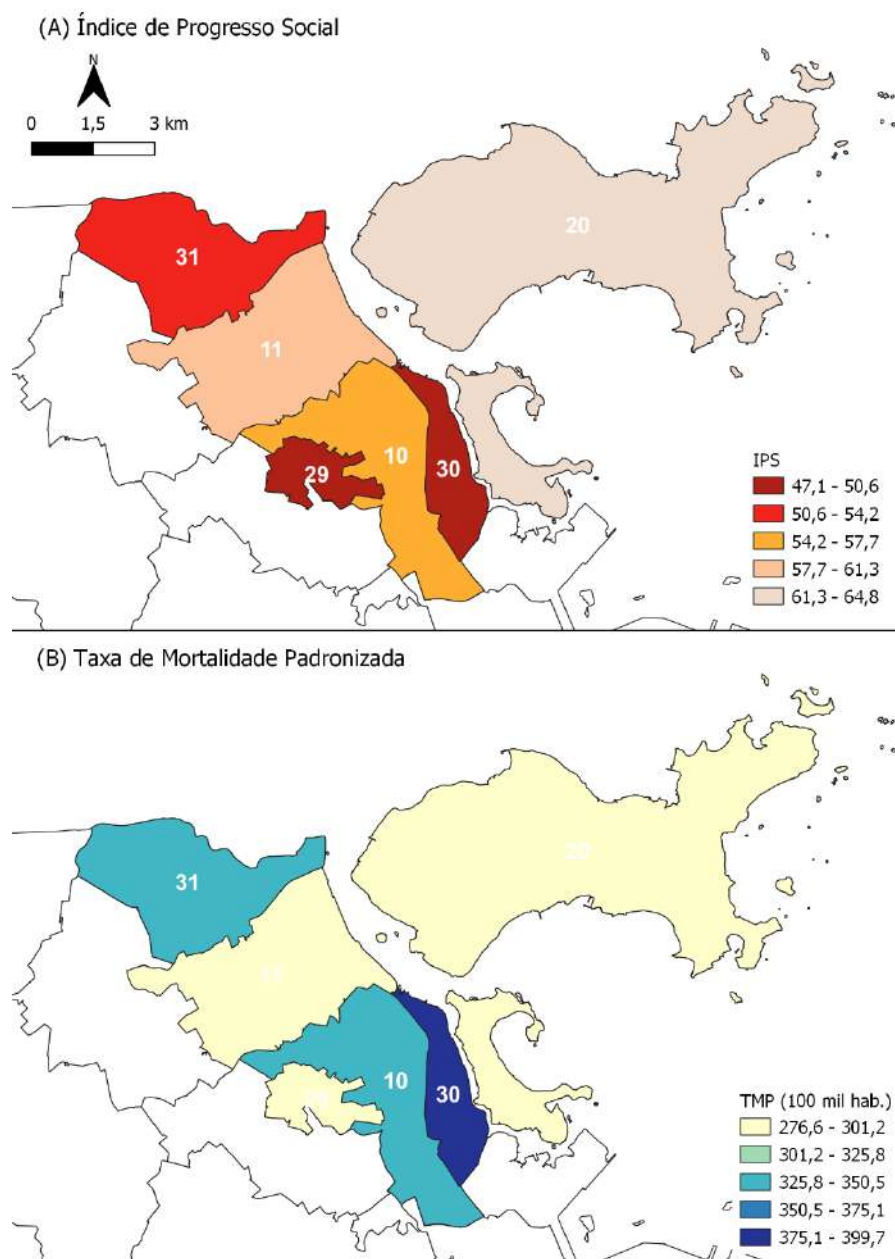 (A) Índice de Progresso Social
N
0 1,5 3 km
20
31
11
10
29
30
IPS
47,1 - 50,6
50,6 - 54,2
54,2 - 57,7
57,7 - 61,3
61,3 - 64,8
(B) Taxa de Mortalidade Padronizada
20
31
11
10
29
30
TMP (100 mil hab.)
276,6 - 301,2
301,2 - 325,8
325,8 - 350,5
350,5 - 375,1
375,1 - 399,7